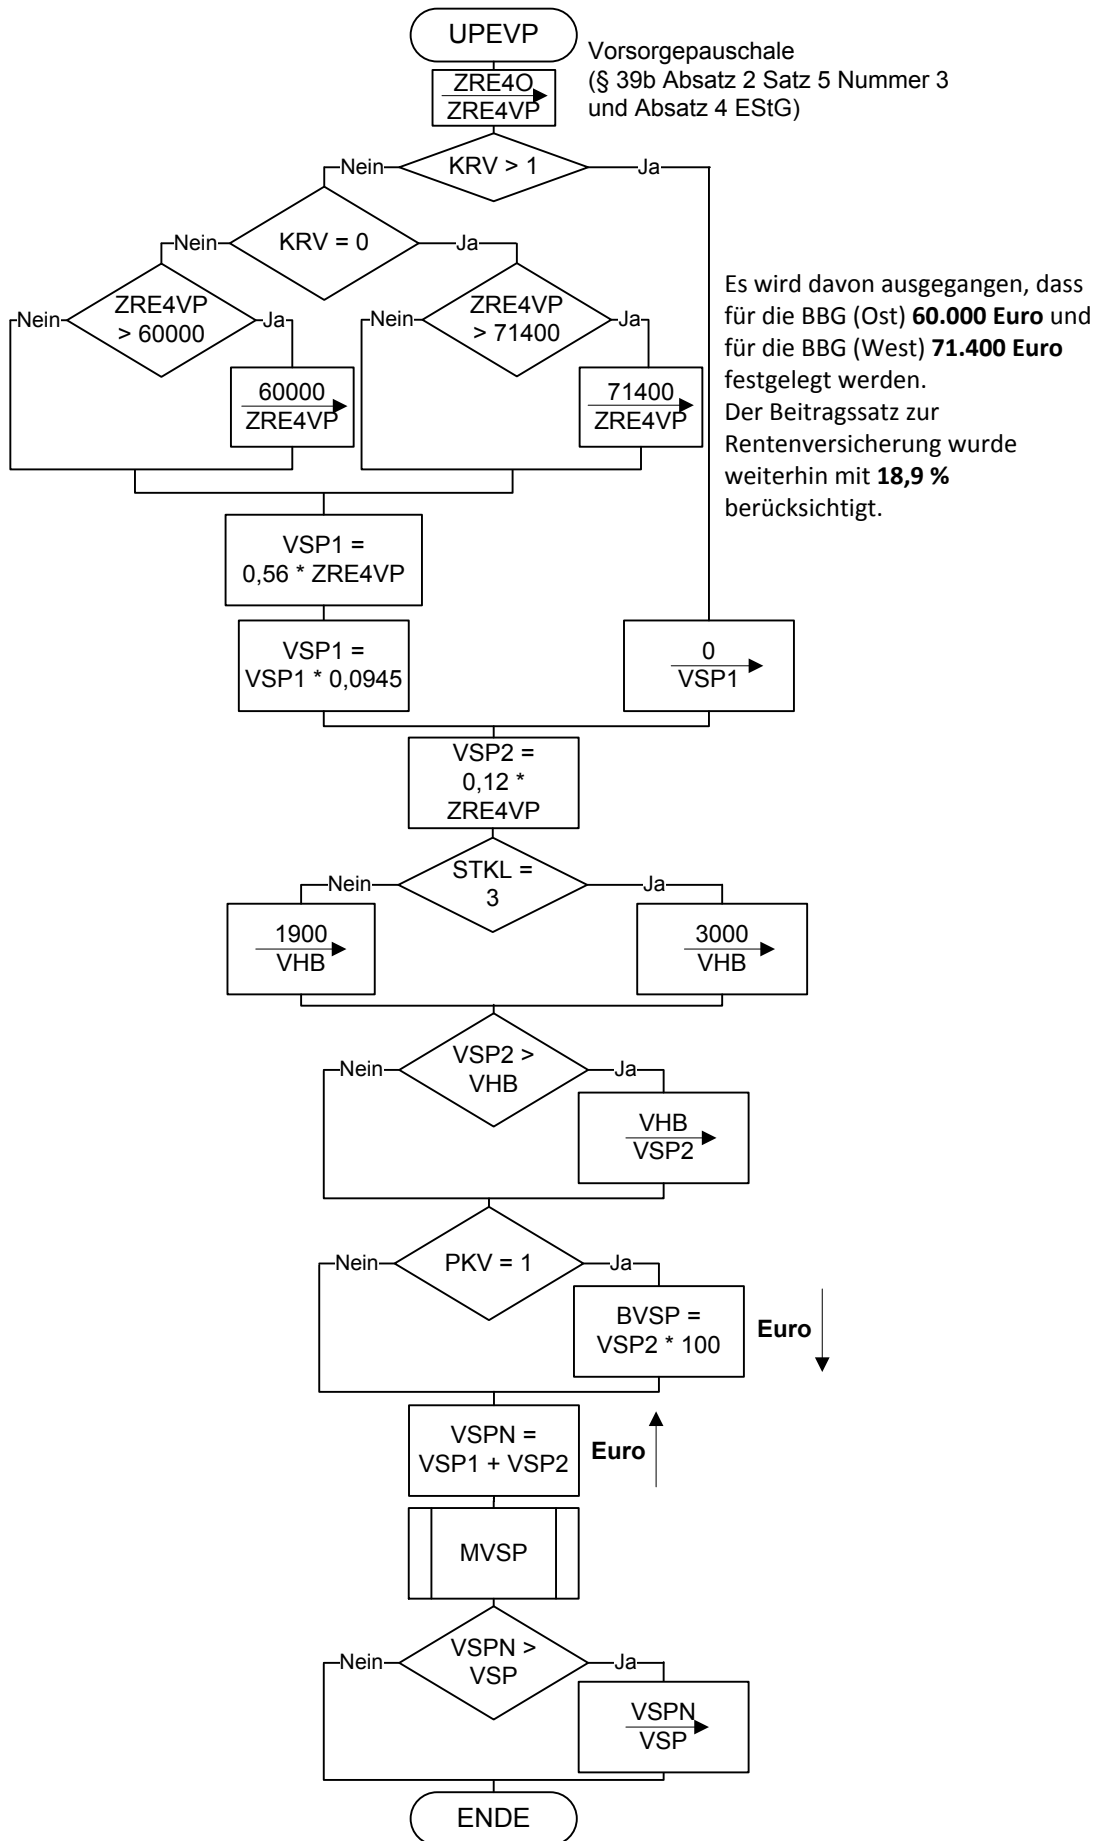 UPEVP
Vorsorgepauschale
(§ 39b Absatz 2 Satz 5 Nummer 3
und Absatz 4 EStG)
ZRE4O
ZRE4VP
Nein
KRV > 1
Ja
Nein
KRV = 0
Ja
Nein
ZRE4VP
> 60000
Ja
Nein
ZRE4VP
> 71400
Ja
60000
ZRE4VP
71400
ZRE4VP
Es wird davon ausgegangen, dass
für die BBG (Ost) 60.000 Euro und
für die BBG (West) 71.400 Euro
festgelegt werden.
Der Beitragssatz zur
Rentenversicherung wurde
weiterhin mit 18,9 %
berücksichtigt.
VSP1 =
0,56 * ZRE4VP
VSP1 =
VSP1 * 0,0945
0
VSP1
VSP2 =
0,12 *
ZRE4VP
Nein
STKL =
3
Ja
1900
VHB
3000
VHB
Nein
VSP2 >
VHB
Ja
VHB
VSP2
Nein
PKV = 1
Ja
BVSP =
VSP2 * 100
Euro
VSPN =
VSP1 + VSP2
Euro
MVSP
Nein
VSPN >
VSP
Ja
VSPN
VSP
ENDE